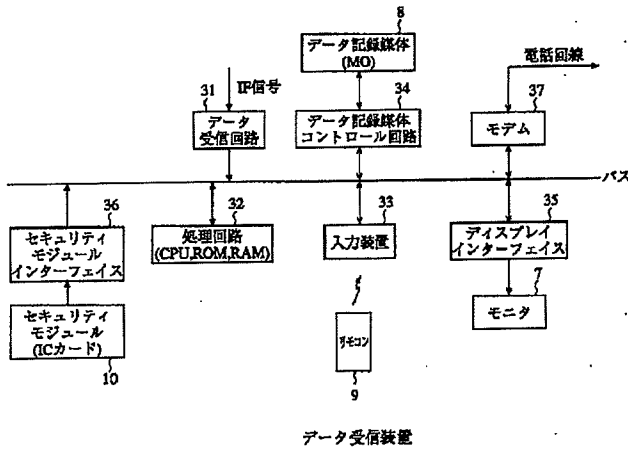 8
データ記録媒体
(MO)
電話回線
31
IF信号
34
37
データ
受信回路
データ記録媒体
コントロール回路
モデム
バス
36
32
33
35
セキュリティ
モジュール
インターフェイス
処理回路
(CPU,ROM,RAM)
入力装置
ディスプレイ
インターフェイス
7
セキュリティ
モジュール
(ICカード)
リモコン
モニタ
10
9
データ受信装置